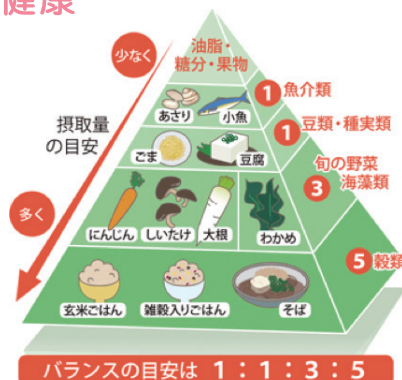 健康
少なく
油脂・
糖分・果物
1 魚介類
あさり
小魚
摂取量
の目安
1 豆類・種実類
ごま
豆腐
旬の野菜
3 海藻類
多く
にんじん
しいたけ
大根
わかめ
5 穀類
玄米ごはん
雑穀入りごはん
そば
バランスの目安は 1：1：3：5